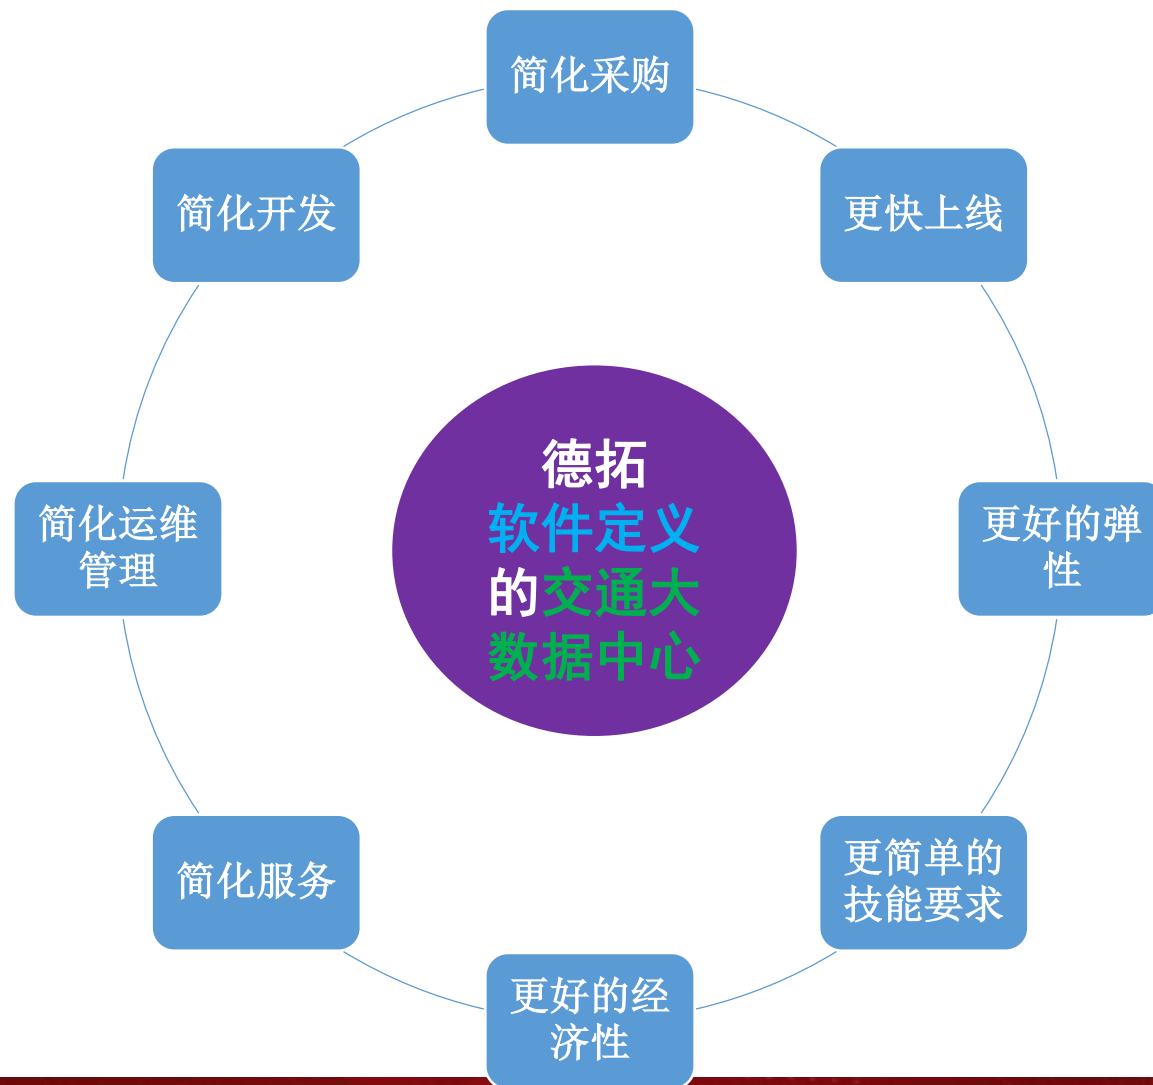 简化采购
简化开发
更快上线
德拓
软件定义
的交通大
数据中心
简化运维
管理
更好的弹
性
简化服务
更简单的
技能要求
更好的经
济性